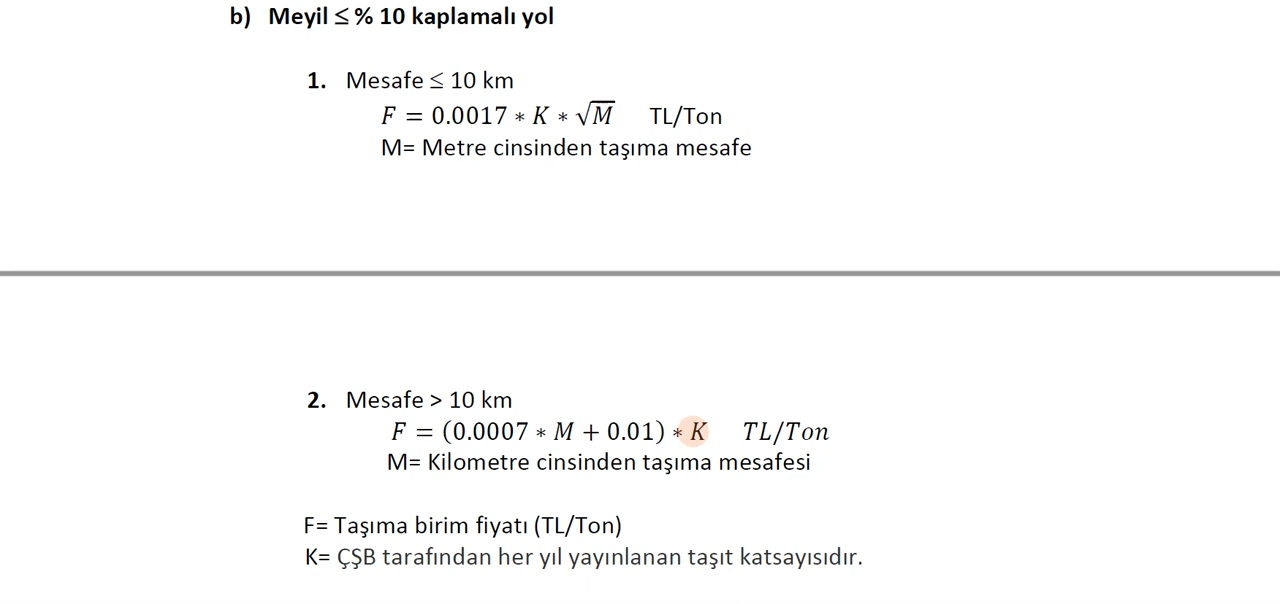 b) Meyil ≤ % 10 kaplamalı yol
1. Mesafe ≤ 10 km
F = 0.0017 ∗ K ∗ √M TL/Ton
M= Metre cinsinden taşıma mesafe
2. Mesafe > 10 km
F = (0.0007 ∗ M + 0.01) ∗ K TL/Ton
M= Kilometre cinsinden taşıma mesafesi
F= Taşıma birim fiyatı (TL/Ton)
K= ÇŞB tarafından her yıl yayınlanan taşıt katsayısıdır.